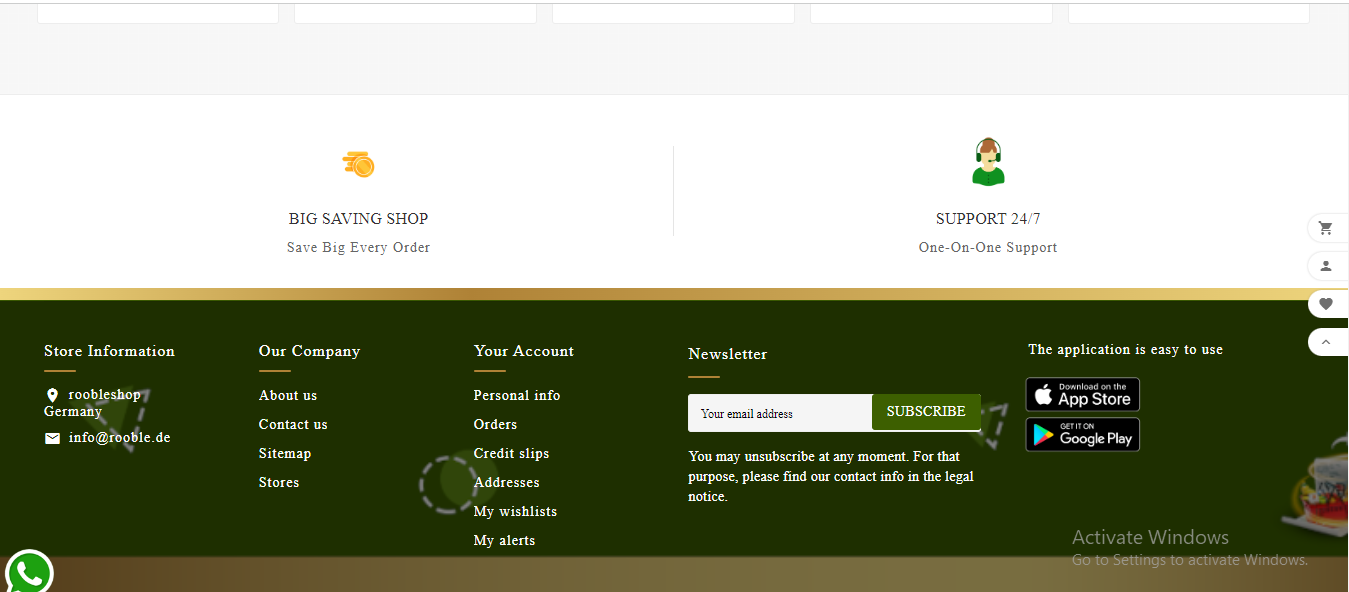 BIG SAVING SHOP
Save Big Every Order
SUPPORT 24/7
One-On-One Support
Store Information
roobleshop
Germany
info@rooble.de
Our Company
About us
Contact us
Sitemap
Stores
Your Account
Personal info
Orders
Credit slips
Addresses
My wishlists
My alerts
Newsletter
Your email address
SUBSCRIBE
You may unsubscribe at any moment. For that
purpose, please find our contact info in the legal
notice.
The application is easy to use
Download on the
App Store
GET IT ON
Google Play
Activate Windows
Go to Settings to activate Windows.